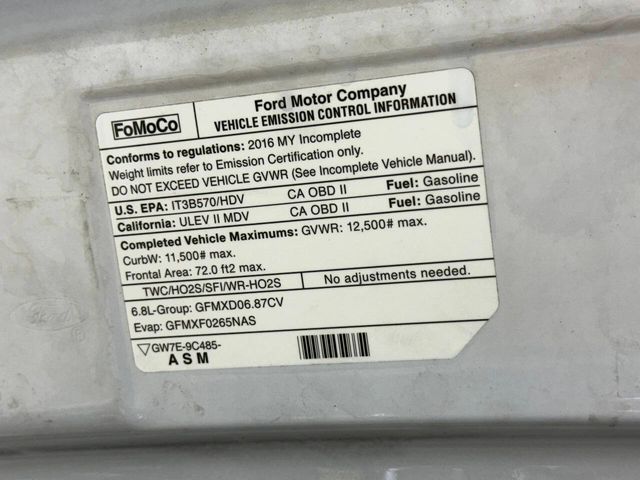 FoMoCo
Ford Motor Company
VEHICLE EMISSION CONTROL INFORMATION
Conforms to regulations: 2016 MY Incomplete
Weight limits refer to Emission Certification only.
DO NOT EXCEED VEHICLE GVWR (See Incomplete Vehicle Manual).
U.S. EPA: IT3B570/HDV CA OBD II Fuel: Gasoline
California: ULEV II MDV CA OBD II Fuel: Gasoline
Completed Vehicle Maximums: GVWR: 12,500# max.
CurbW: 11,500# max.
Frontal Area: 72.0 ft2 max.
TWC/HO2S/SFI/WR-HO2S No adjustments needed.
6.8L-Group: GFMXD06.87CV
Evap: GFMXF0265NAS
GW7E-9C485-
ASM
Ford